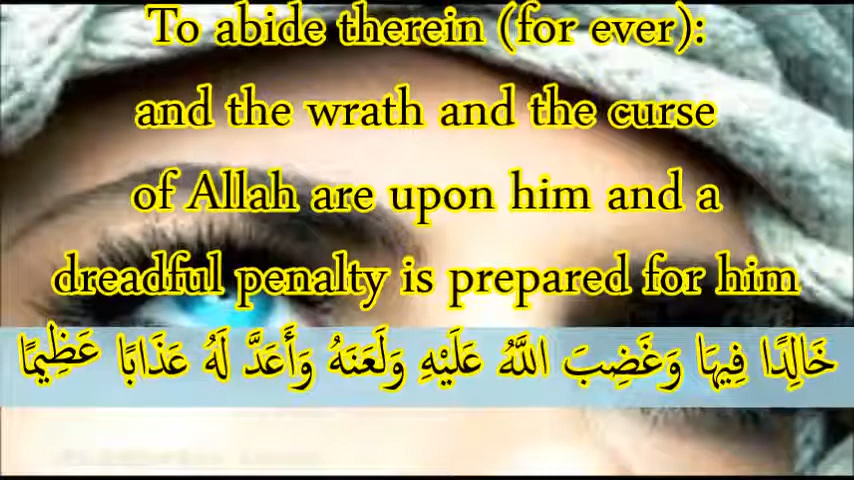 To abide therein (for ever):
and the wrath and the curse
of Allah are upon him and a
dreadful penalty is prepared for him
خَالِدًا فِيهَا وَغَضِبَ اللَّهُ عَلَيْهِ وَلَعَنَهُ وَأَعَدَّ لَهُ عَذَابًا عَظِيمًا